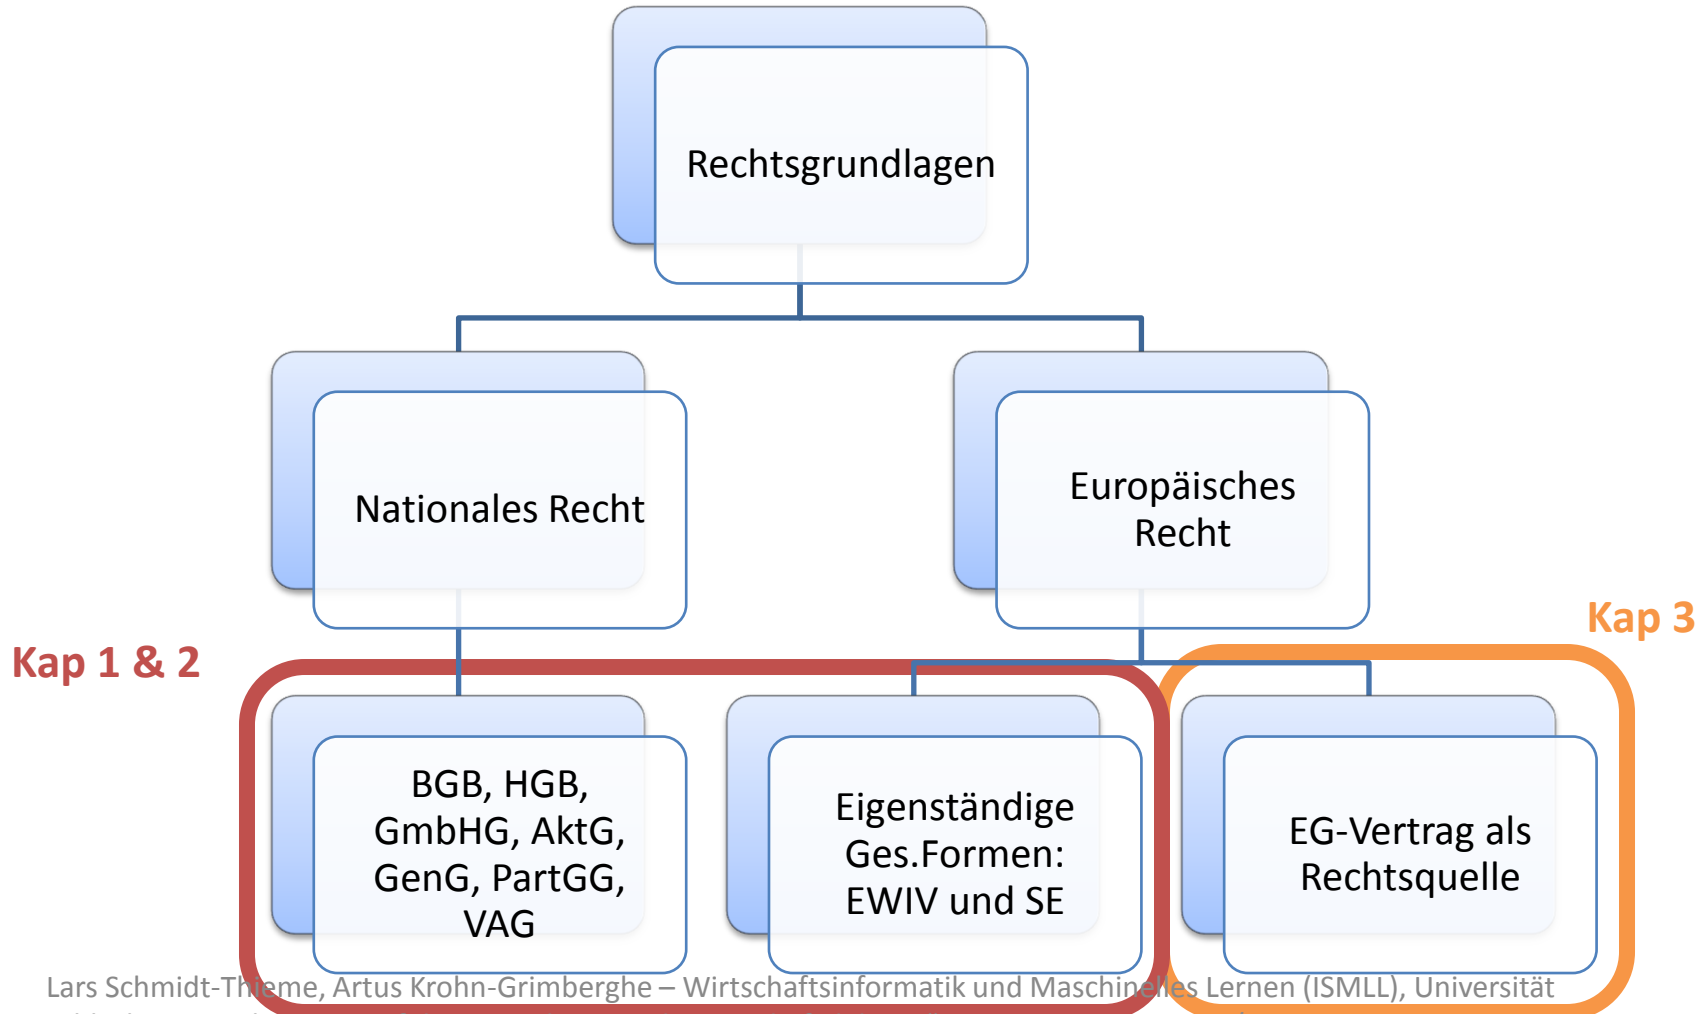 Rechtsgrundlagen
Nationales Recht
Europäisches
Recht
Kap 1 & 2
Kap 3
BGB, HGB,
GmbHG, AktG,
GenG, PartGG,
VAG
Eigenständige
Ges.Formen:
EWIV und SE
EG-Vertrag als
Rechtsquelle
Lars Schmidt-Thieme, Artus Krohn-Grimberghe – Wirtschaftsinformatik und Maschinelles Lernen (ISMLL), Universität